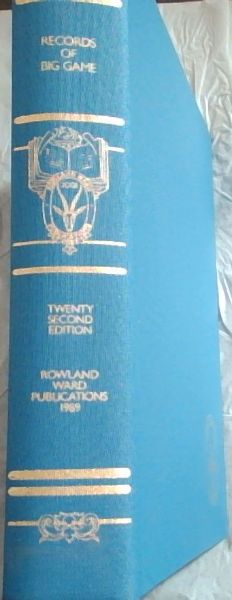 RECORDS
OF
BIG GAME
TWENTY
SECOND
EDITION
ROWLAND
WARD
PUBLICATIONS
1989